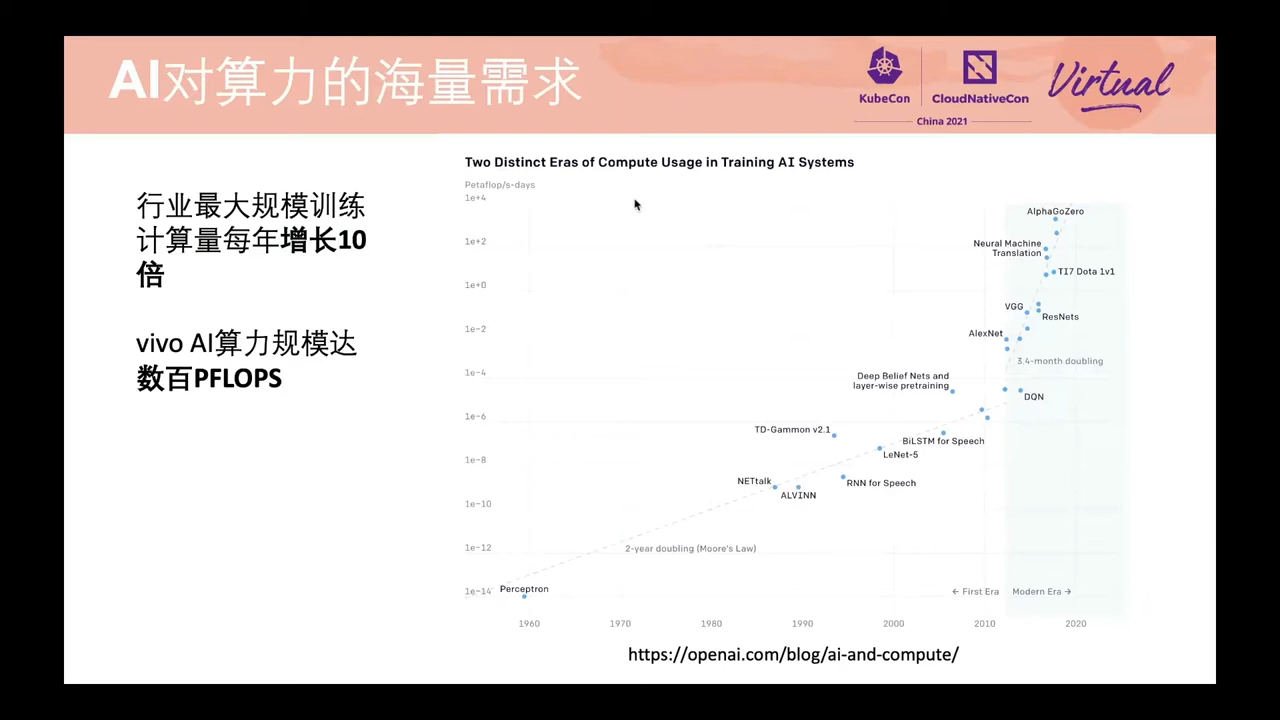 AI对算力的海量需求
KubeCon
CloudNativeCon
China 2021
Virtual
行业最大规模训练
计算量每年增长10
倍
vivo AI算力规模达
数百PFLOPS
Two Distinct Eras of Compute Usage in Training AI Systems
Petaflop/s-days
1e+4
1e+2
1e+0
1e-2
1e-4
1e-6
1e-8
1e-10
1e-12
1e-14
AlphaGoZero
Neural Machine
Translation
TI7 Dota 1v1
VGG
ResNets
AlexNet
3.4-month doubling
Deep Belief Nets and
layer-wise pretraining
DQN
TD-Gammon v2.1
BiLSTM for Speech
LeNet-5
NETtalk
RNN for Speech
ALVINN
2-year doubling (Moore's Law)
Perceptron
← First Era
Modern Era →
1960
1970
1980
1990
2000
2010
2020
https://openai.com/blog/ai-and-compute/